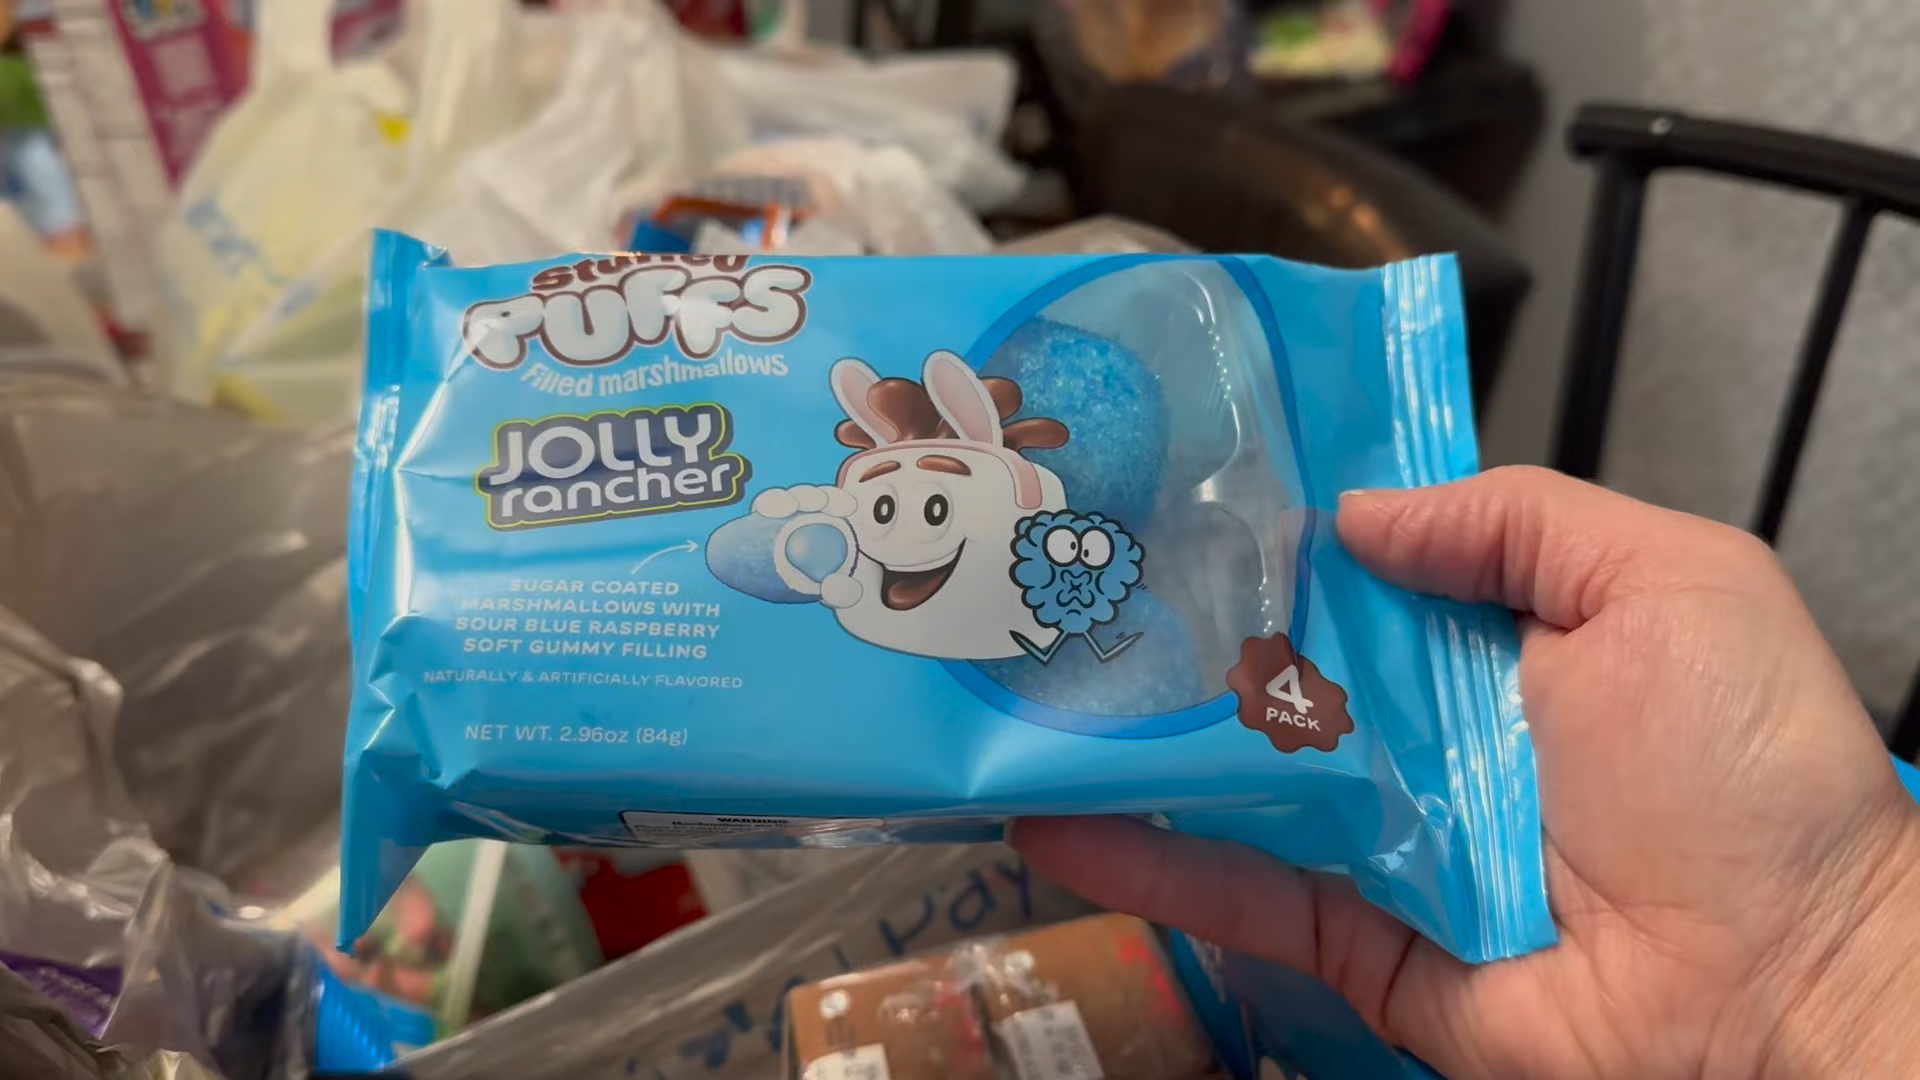 Stuffed
PUFFS
Filled marshmallows
JOLLY
rancher
SUGAR COATED
MARSHMALLOWS WITH
SOUR BLUE RASPBERRY
SOFT GUMMY FILLING
NATURALLY & ARTIFICIALLY FLAVORED
NET WT. 2.96oz (84g)
4
PACK
WARNING